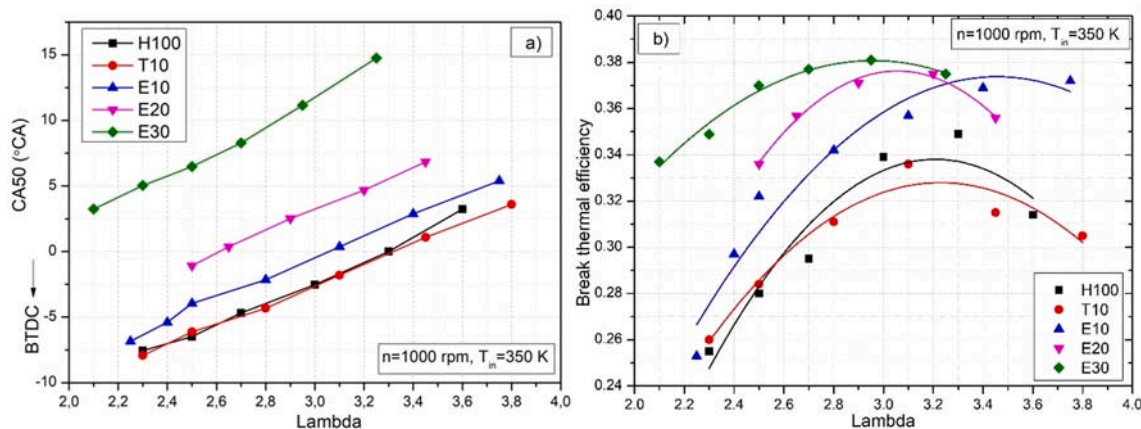 a)
H100
T10
E10
E20
E30
CA50 (°CA)
BTDC
15
10
5
0
-5
-10
n=1000 rpm, Tin=350 K
2,0 2,2 2,4 2,6 2,8 3,0 3,2 3,4 3,6 3,8 4,0
Lambda
b)
n=1000 rpm, Tin=350 K
Break thermal efficiency
0.40
0.38
0.36
0.34
0.32
0.30
0.28
0.26
0.24
H100
T10
E10
E20
E30
2.0 2.2 2.4 2.6 2.8 3.0 3.2 3.4 3.6 3.8 4.0
Lambda